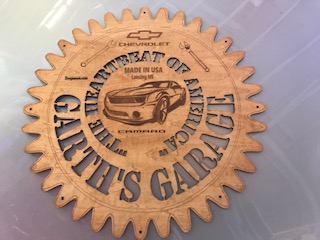 CHEVROLET
"THE HEARTBEAT OF AMERICA"
MADE IN USA
Lansing MI
CAMARO
GARTH'S GARAGE